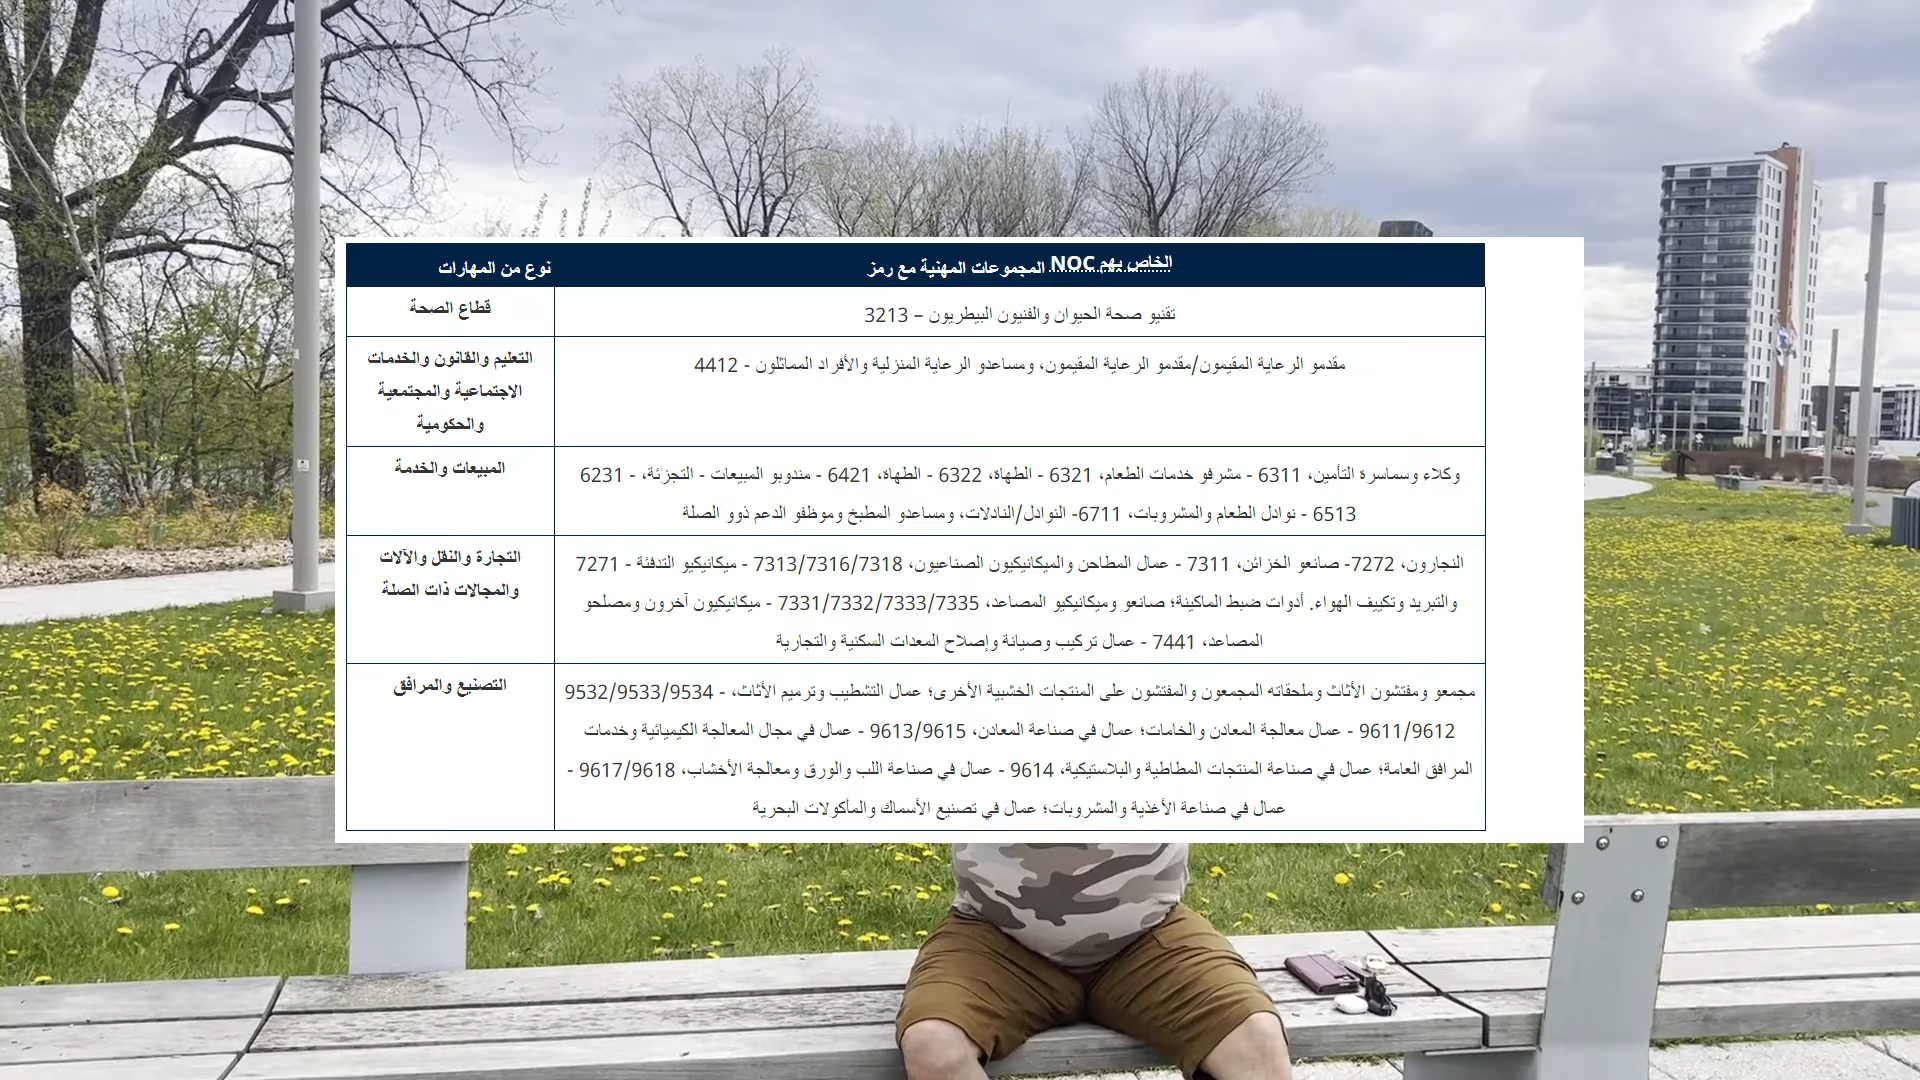 نوع من المهارات
المجموعات المهنية مع رمز NOC الخاص بهم
قطاع الصحة
3213 – تقنيو صحة الحيوان والفنيون البيطريون
التعليم والقانون والخدمات
الاجتماعية والمجتمعية
والحكومية
4412 - مقدمو الرعاية المقيمون/مقدمو الرعاية المقيمون، ومساعدو الرعاية المنزلية والأفراد المماثلون
المبيعات والخدمة
6231 - وكلاء وسماسرة التأمين، 6311 - مشرفو خدمات الطعام، 6321 - الطهاة، 6322 - الطهاة، 6421 - مندوبو المبيعات - التجزئة،
6513 - نوادل الطعام والمشروبات، 6711- النوادل/النادلات، ومساعدو المطبخ وموظفو الدعم ذوو الصلة
التجارة والنقل والآلات
والمجالات ذات الصلة
7271 - النجارون، 7272- صانعو الخزائن، 7311 - عمال المطاحن والميكانيكيون الصناعيون، 7313/7316/7318 - ميكانيكيو التدفئة
والتبريد وتكييف الهواء. أدوات ضبط الماكينة؛ صانعو وميكانيكيو المصاعد، 7331/7332/7333/7335 - ميكانيكيون آخرون ومصلحو
المصاعد، 7441 - عمال تركيب وصيانة وإصلاح المعدات السكنية والتجارية
التصنيع والمرافق
9532/9533/9534 - مجمعو ومفتشون الأثاث وملحقاته المجمعون والمفتشون على المنتجات الخشبية الأخرى؛ عمال التشطيب وترميم الأثاث،
9611/9612 - عمال معالجة المعادن والخامات؛ عمال في صناعة المعادن، 9613/9615 - عمال في مجال المعالجة الكيميائية وخدمات
المرافق العامة؛ عمال في صناعة المنتجات المطاطية والبلاستيكية، 9614 - عمال في صناعة اللب والورق ومعالجة الأخشاب، 9617/9618 -
عمال في صناعة الأغذية والمشروبات؛ عمال في تصنيع الأسماك والمأكولات البحرية